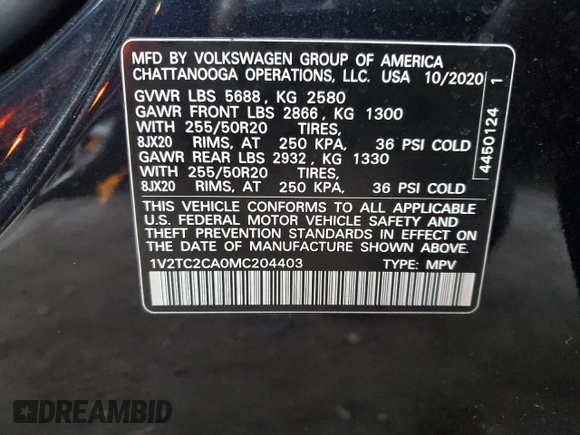 MFD BY VOLKSWAGEN GROUP OF AMERICA
CHATTANOOGA OPERATIONS, LLC. USA 10/2020
GVWR LBS 5688, KG 2580
GAWR FRONT LBS 2866, KG 1300
WITH 255/50R20 TIRES,
8JX20 RIMS, AT 250 KPA, 36 PSI COLD
GAWR REAR LBS 2932, KG 1330
WITH 255/50R20 TIRES,
8JX20 RIMS, AT 250 KPA, 36 PSI COLD
THIS VEHICLE CONFORMS TO ALL APPLICABLE
U.S. FEDERAL MOTOR VEHICLE SAFETY AND
THEFT PREVENTION STANDARDS IN EFFECT ON
THE DATE OF MANUFACTURE SHOWN ABOVE.
1V2TC2CA0MC204403 TYPE: MPV
4450124 1
DREAMBID